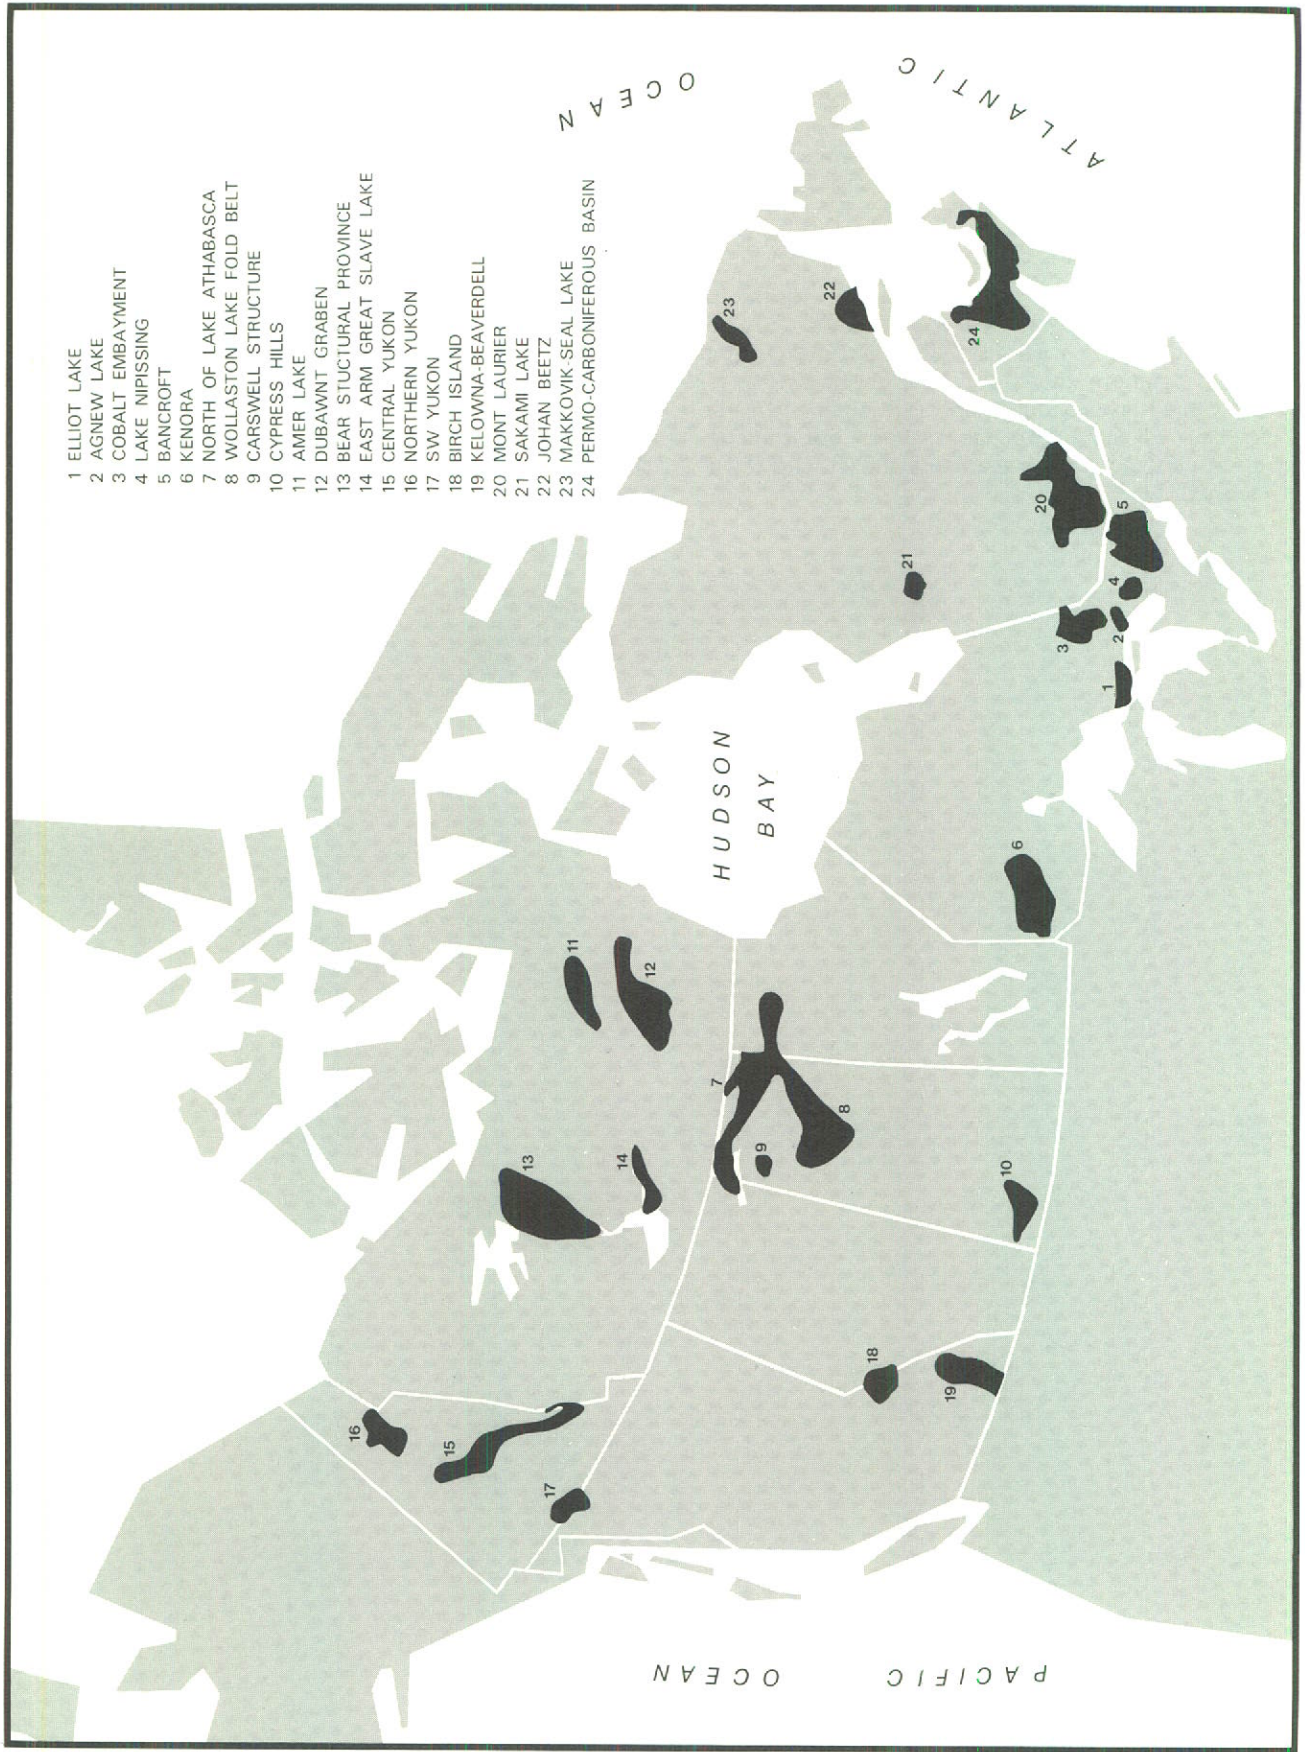 1 ELLIOT LAKE
2 AGNEW LAKE
3 COBALT EMBAYMENT
4 LAKE NIPISSING
5 BANCROFT
6 KENORA
7 NORTH OF LAKE ATHABASCA
8 WOLLASTON LAKE FOLD BELT
9 CARSWELL STRUCTURE
10 CYPRESS HILLS
11 AMER LAKE
12 DUBAWNT GRABEN
13 BEAR STUCTURAL PROVINCE
14 EAST ARM GREAT SLAVE LAKE
15 CENTRAL YUKON
16 NORTHERN YUKON
17 SW YUKON
18 BIRCH ISLAND
19 KELOWNA-BEAVERDELL
20 MONT LAURIER
21 SAKAMI LAKE
22 JOHAN BEETZ
23 MAKKOVIK-SEAL LAKE
24 PERMO-CARBONIFEROUS BASIN
PACIFIC OCEAN
HUDSON
BAY
ATLANTIC OCEAN
16
15
17
13
14
11
12
7
8
9
10
18
19
6
21
23
22
24
20
3
1
2
4
5